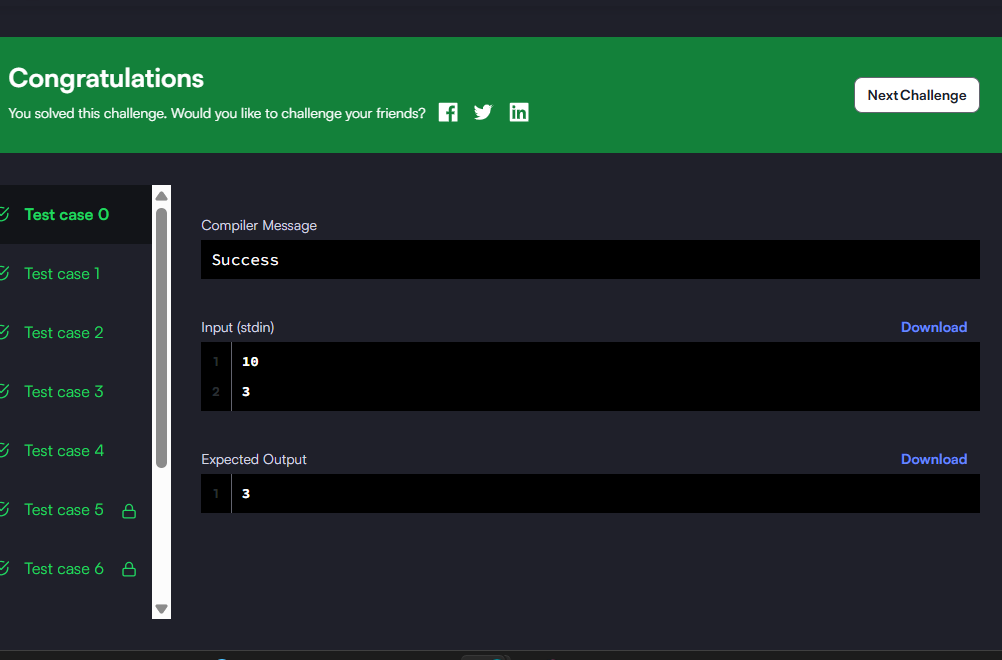 Congratulations
You solved this challenge. Would you like to challenge your friends?
Next Challenge
Test case 0
Test case 1
Test case 2
Test case 3
Test case 4
Test case 5
Test case 6
Compiler Message
Success
Input (stdin)
Download
1 10
2 3
Expected Output
Download
1 3